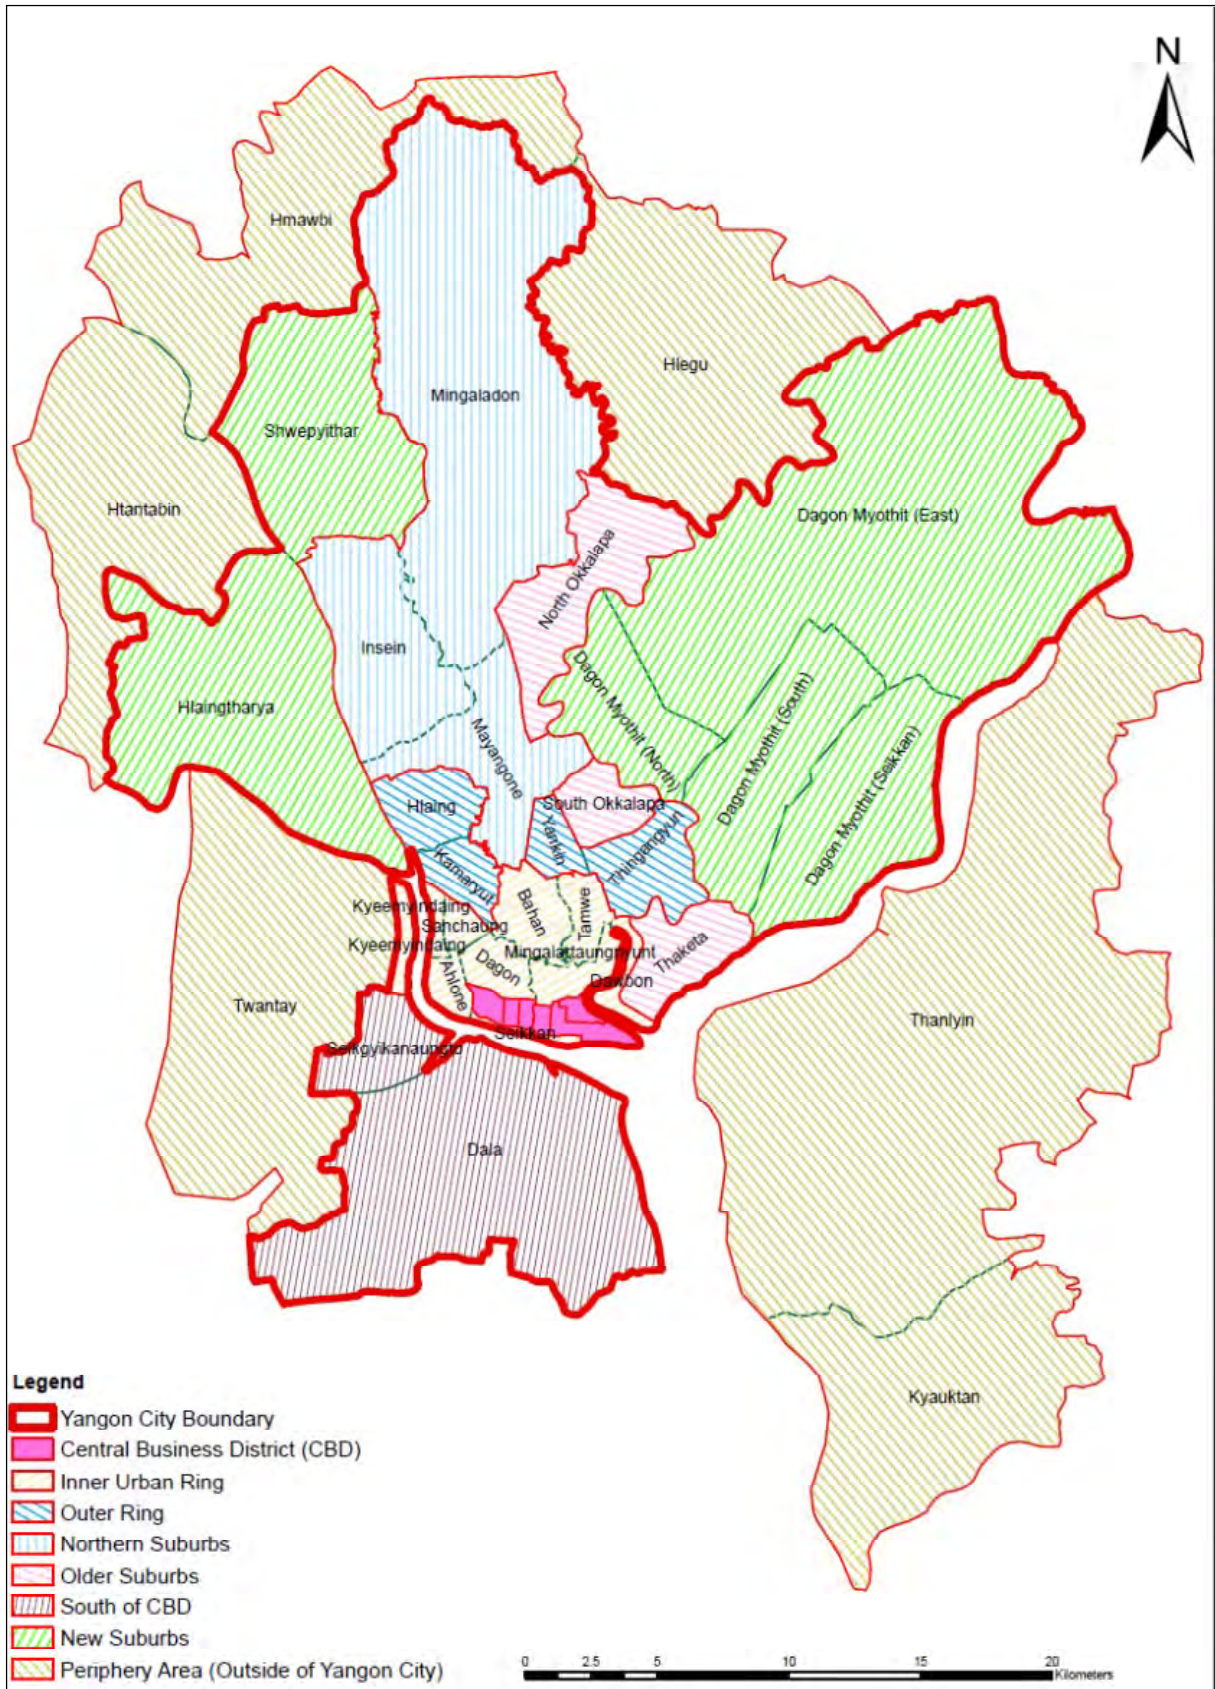 N
Hmawbi
Hlegu
Mingaladon
Shwepyithar
Htantabin
Dagon Myothit (East)
North Okkalapa
Insein
Hlaingtharya
Dagon Myothit (North)
Dagon Myothit (South)
Dagon Myothit (Seikkan)
Mayangone
Hlaing
South Okkalapa
Yankin
Thingangyun
Kamaryut
Kyeemyindaing
Bahan
Tamwe
Sanchaung
Kyeemyindaing
Mingalartaungnyunt
Thaketa
Dagon
Ahlone
Dawbon
Twantay
Thanlyin
Seikkan
Seikgyikanaungto
Dala
Kyauktan
Legend
Yangon City Boundary
Central Business District (CBD)
Inner Urban Ring
Outer Ring
Northern Suburbs
Older Suburbs
South of CBD
New Suburbs
Periphery Area (Outside of Yangon City)
0 2.5 5 10 15 20
Kilometers